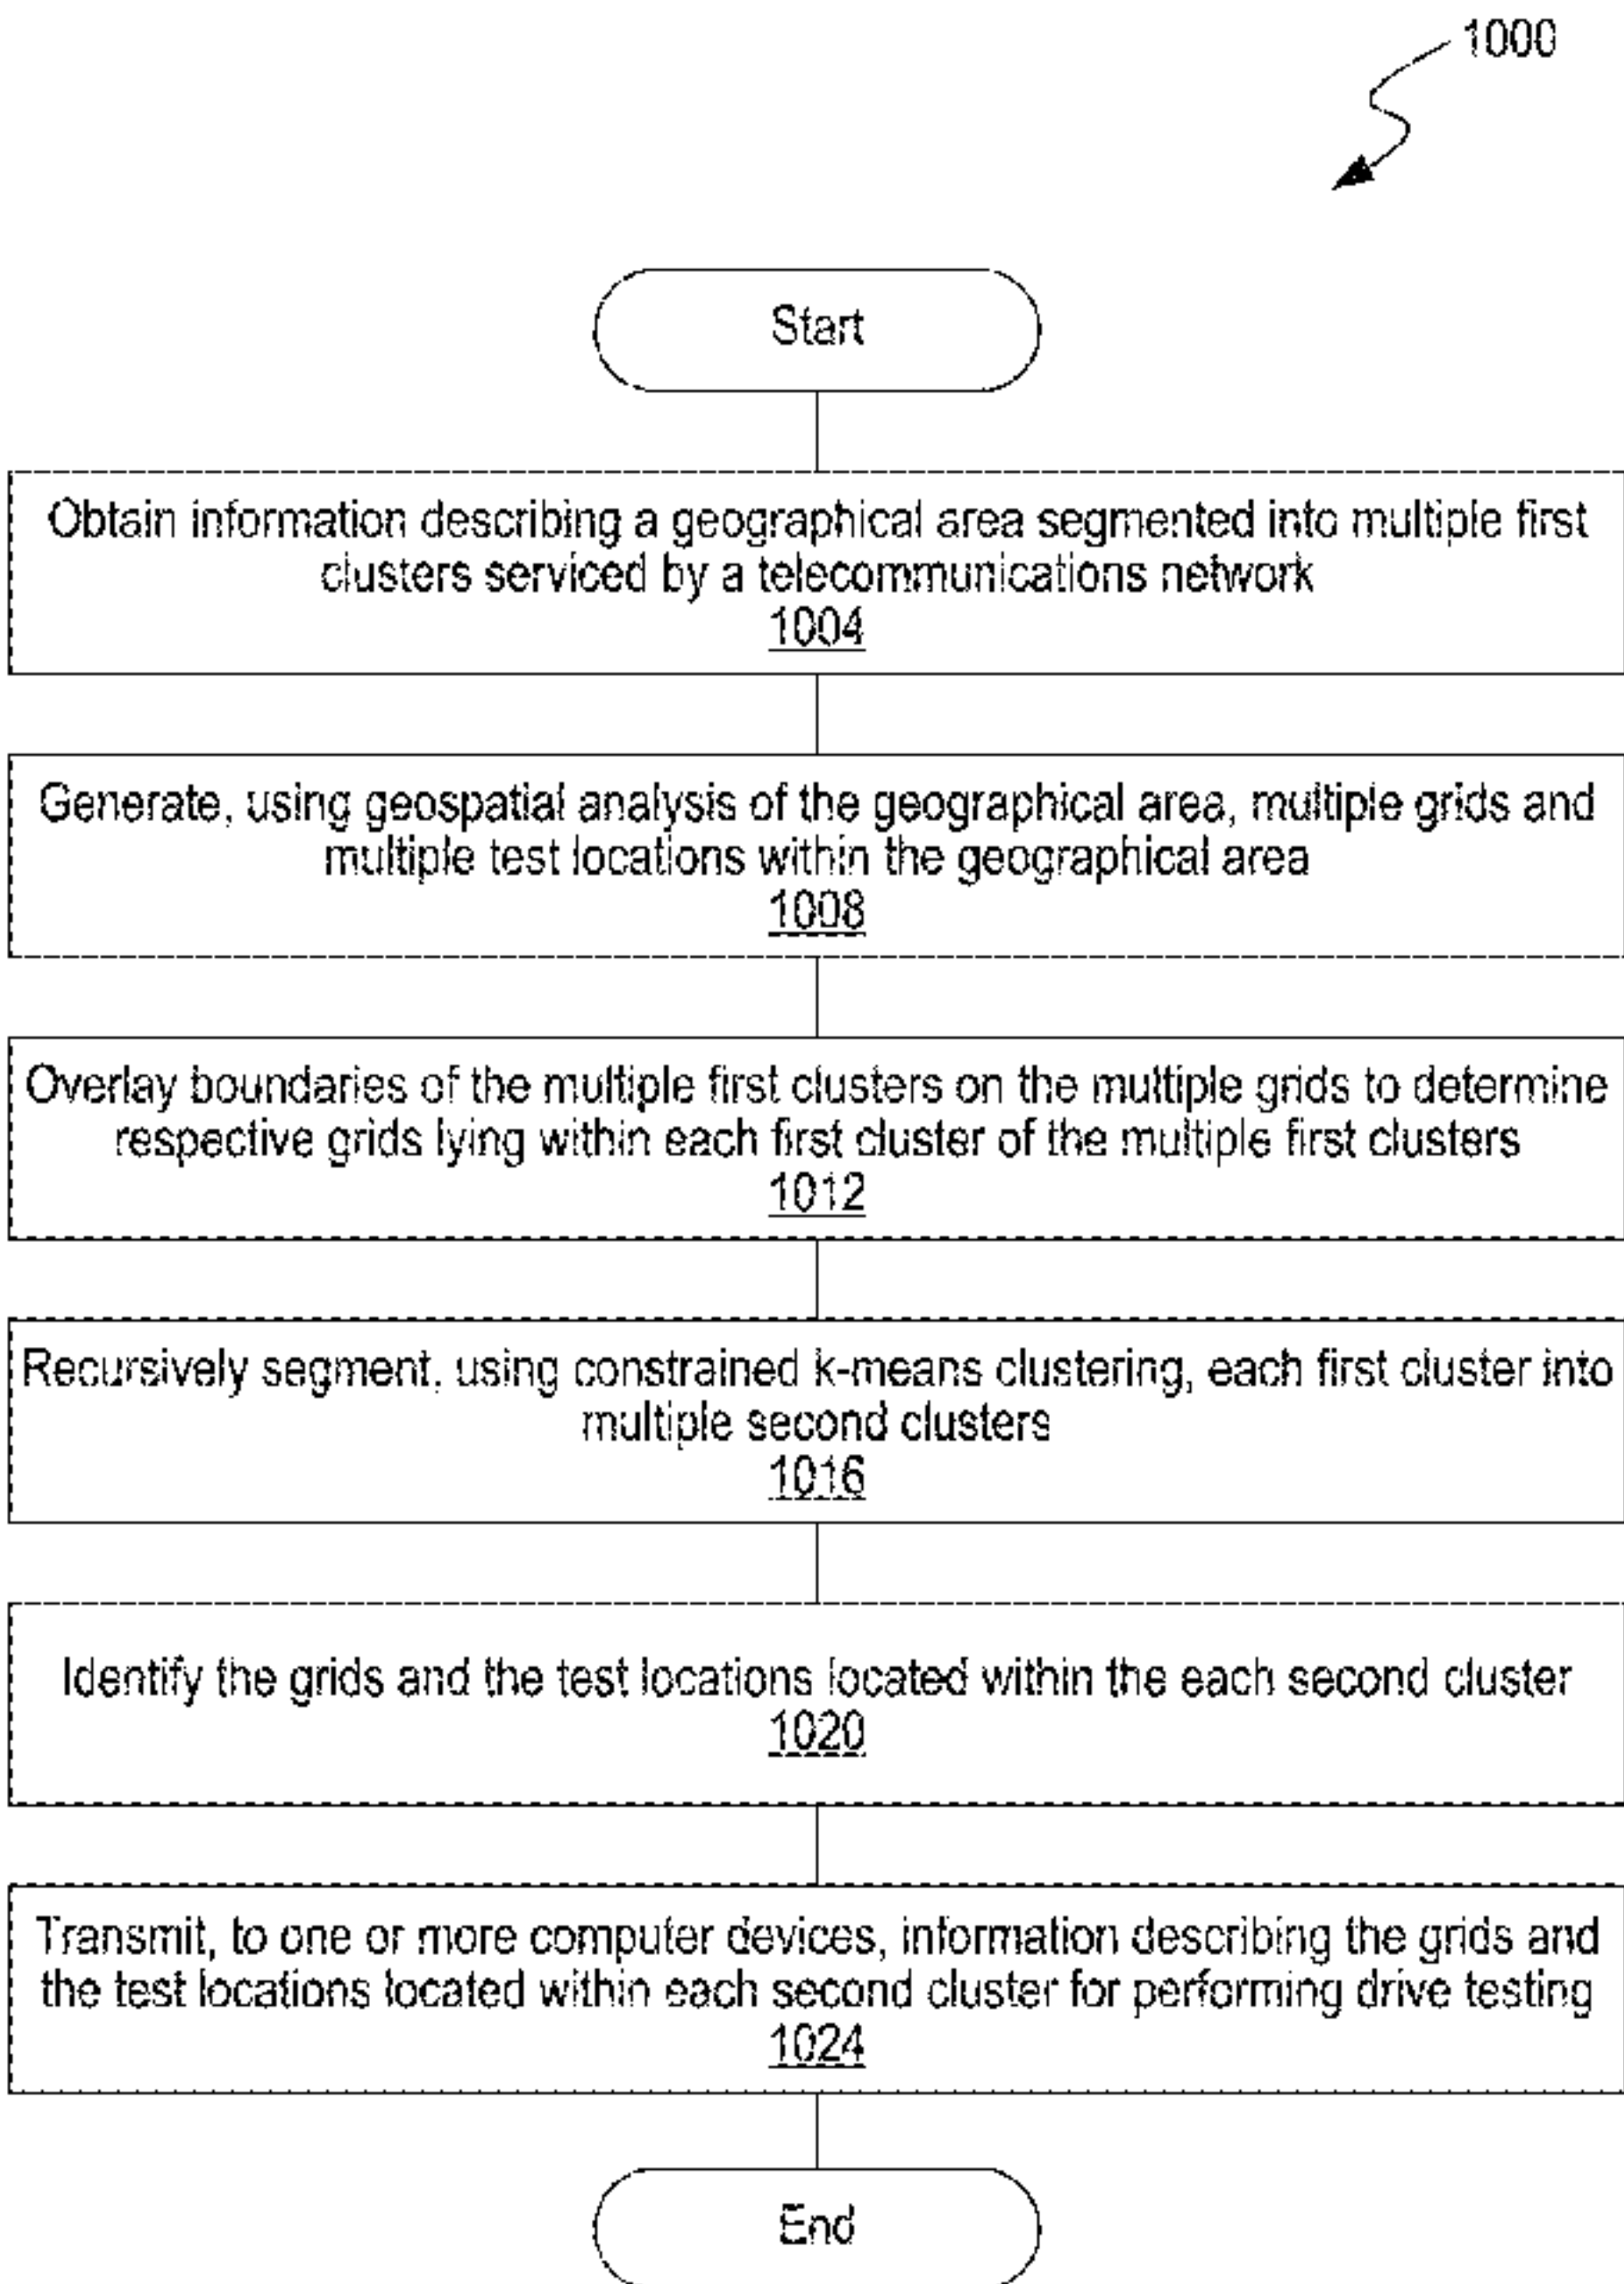 1000
Start
Obtain information describing a geographical area segmented into multiple first
clusters serviced by a telecommunications network
1004
Generate, using geospatial analysis of the geographical area, multiple grids and
multiple test locations within the geographical area
1008
Overlay boundaries of the multiple first clusters on the multiple grids to determine
respective grids lying within each first cluster of the multiple first clusters
1012
Recursively segment, using constrained k-means clustering, each first cluster into
multiple second clusters
1016
Identify the grids and the test locations located within the each second cluster
1020
Transmit, to one or more computer devices, information describing the grids and
the test locations located within each second cluster for performing drive testing
1024
End